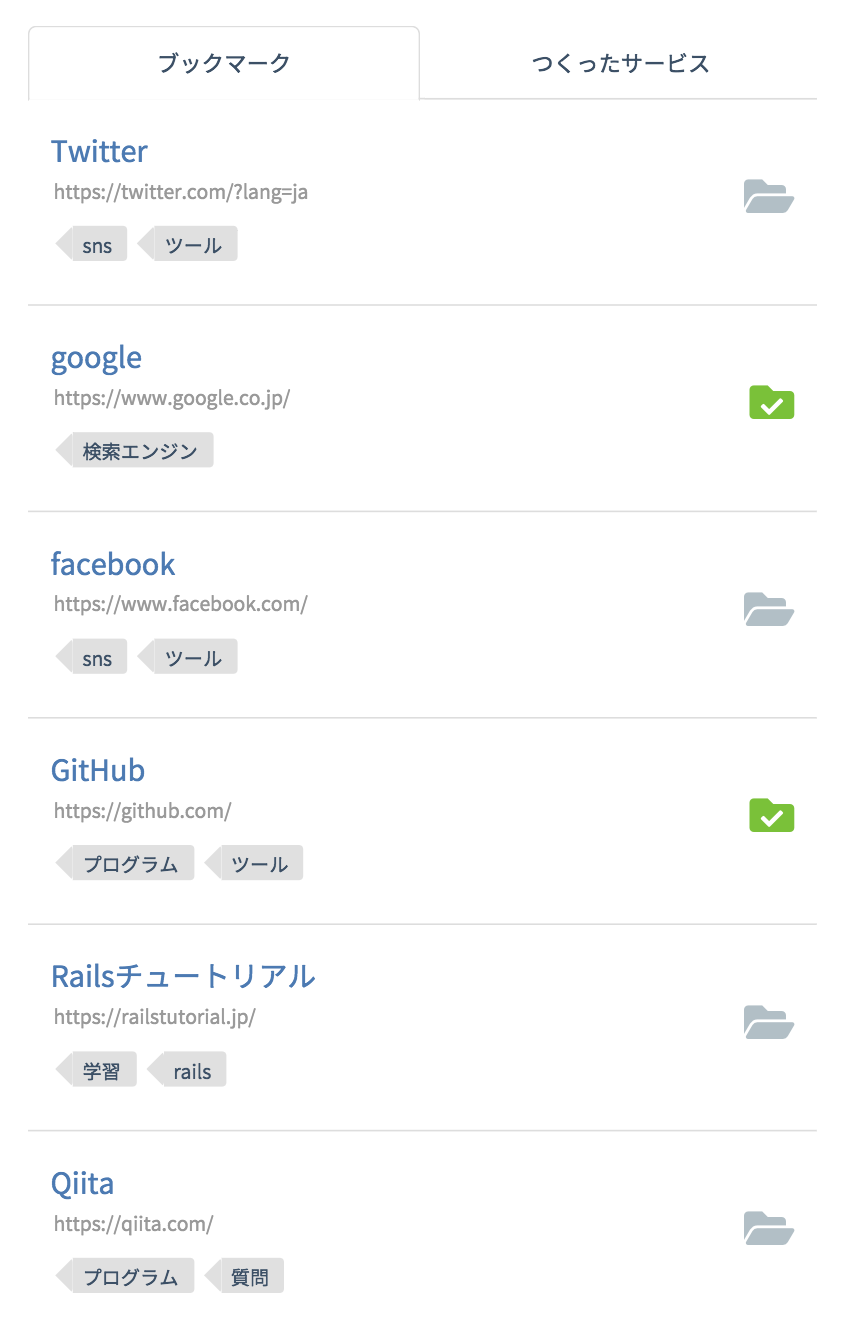 ブックマーク つくったサービス
Twitter
https://twitter.com/?lang=ja
sns ツール
google
https://www.google.co.jp/
検索エンジン
facebook
https://www.facebook.com/
sns ツール
GitHub
https://github.com/
プログラム ツール
Railsチュートリアル
https://railstutorial.jp/
学習 rails
Qiita
https://qiita.com/
プログラム 質問